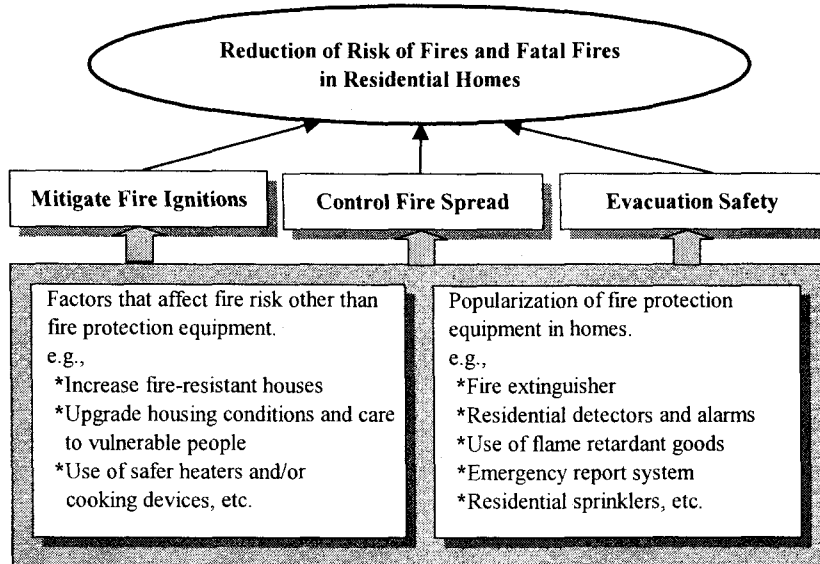 Reduction of Risk of Fires and Fatal Fires
in Residential Homes
Mitigate Fire Ignitions
Control Fire Spread
Evacuation Safety
Factors that affect fire risk other than
fire protection equipment.
e.g.,
*Increase fire-resistant houses
*Upgrade housing conditions and care
to vulnerable people
*Use of safer heaters and/or
cooking devices, etc.
Popularization of fire protection
equipment in homes.
e.g.,
*Fire extinguisher
*Residential detectors and alarms
*Use of flame retardant goods
*Emergency report system
*Residential sprinklers, etc.